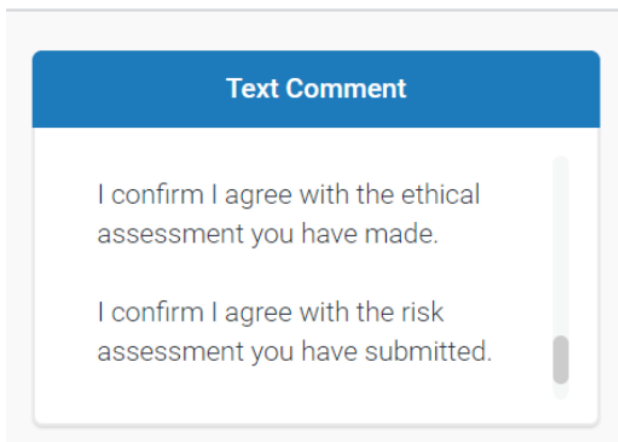 Text Comment
I confirm I agree with the ethical
assessment you have made.
I confirm I agree with the risk
assessment you have submitted.